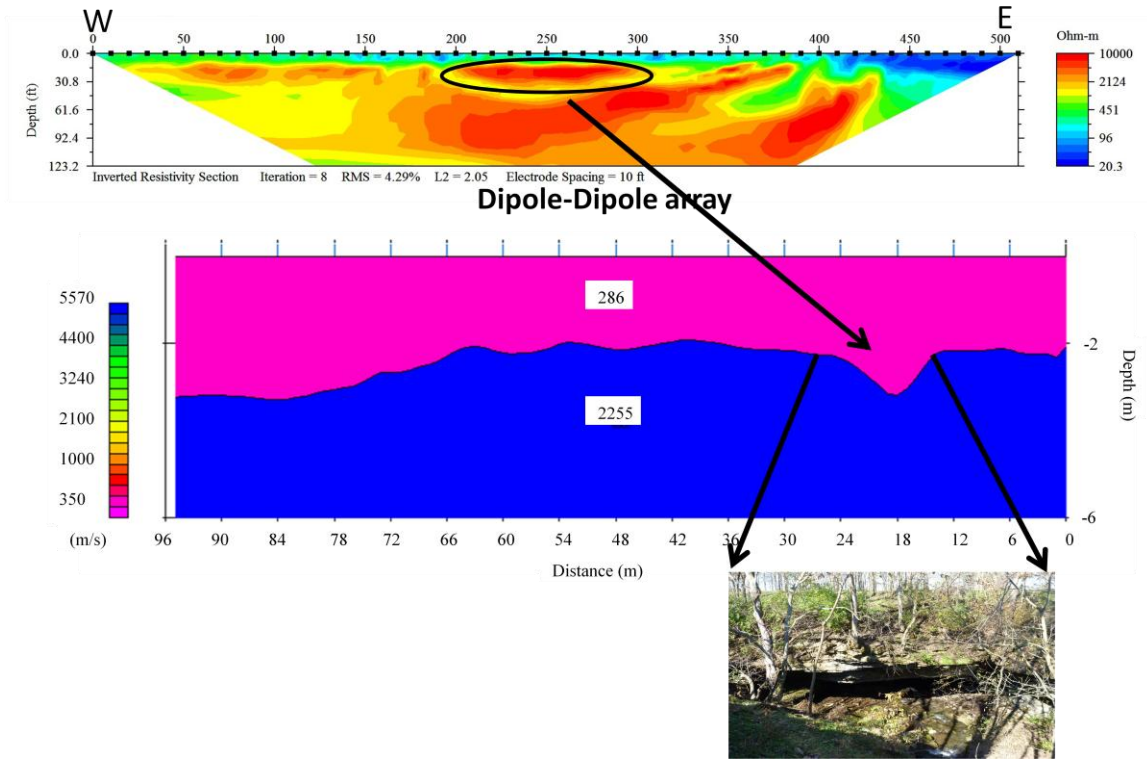 W E
0 50 100 150 200 250 300 350 400 450 500
Ohm-m
0.0 10000
30.8 2124
61.6 451
92.4 96
123.2 20.3
Depth (ft)
Inverted Resistivity Section Iteration = 8 RMS = 4.29% L2 = 2.05 Electrode Spacing = 10 ft
Dipole-Dipole array
5570
4400
3240
2100
1000
350
(m/s)
286
2255
-2
-6
Depth (m)
96 90 84 78 72 66 60 54 48 42 36 30 24 18 12 6 0
Distance (m)